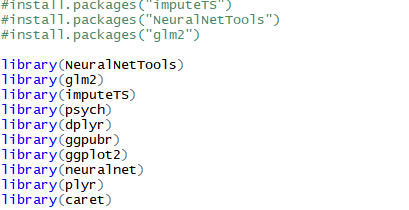 #install.packages("imputeTS")
#install.packages("NeuralNetTools")
#install.packages("glm2")
library(NeuralNetTools)
library(glm2)
library(imputeTS)
library(psych)
library(dplyr)
library(ggpubr)
library(ggplot2)
library(neuralnet)
library(plyr)
library(caret)